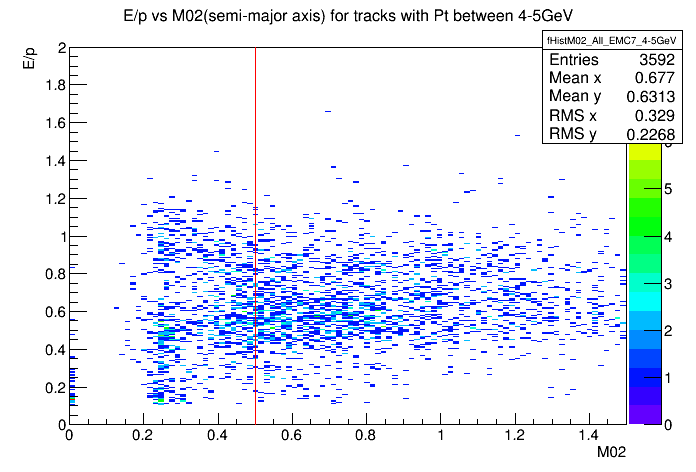 E/p vs M02(semi-major axis) for tracks with Pt between 4-5GeV
fHistM02_All_EMC7_4-5GeV
Entries 3592
Mean x 0.677
Mean y 0.6313
RMS x 0.329
RMS y 0.2268
E/p
2
1.8
1.6
1.4
1.2
1
0.8
0.6
0.4
0.2
0
0 0.2 0.4 0.6 0.8 1 1.2 1.4
M02
5
4
3
2
1
0